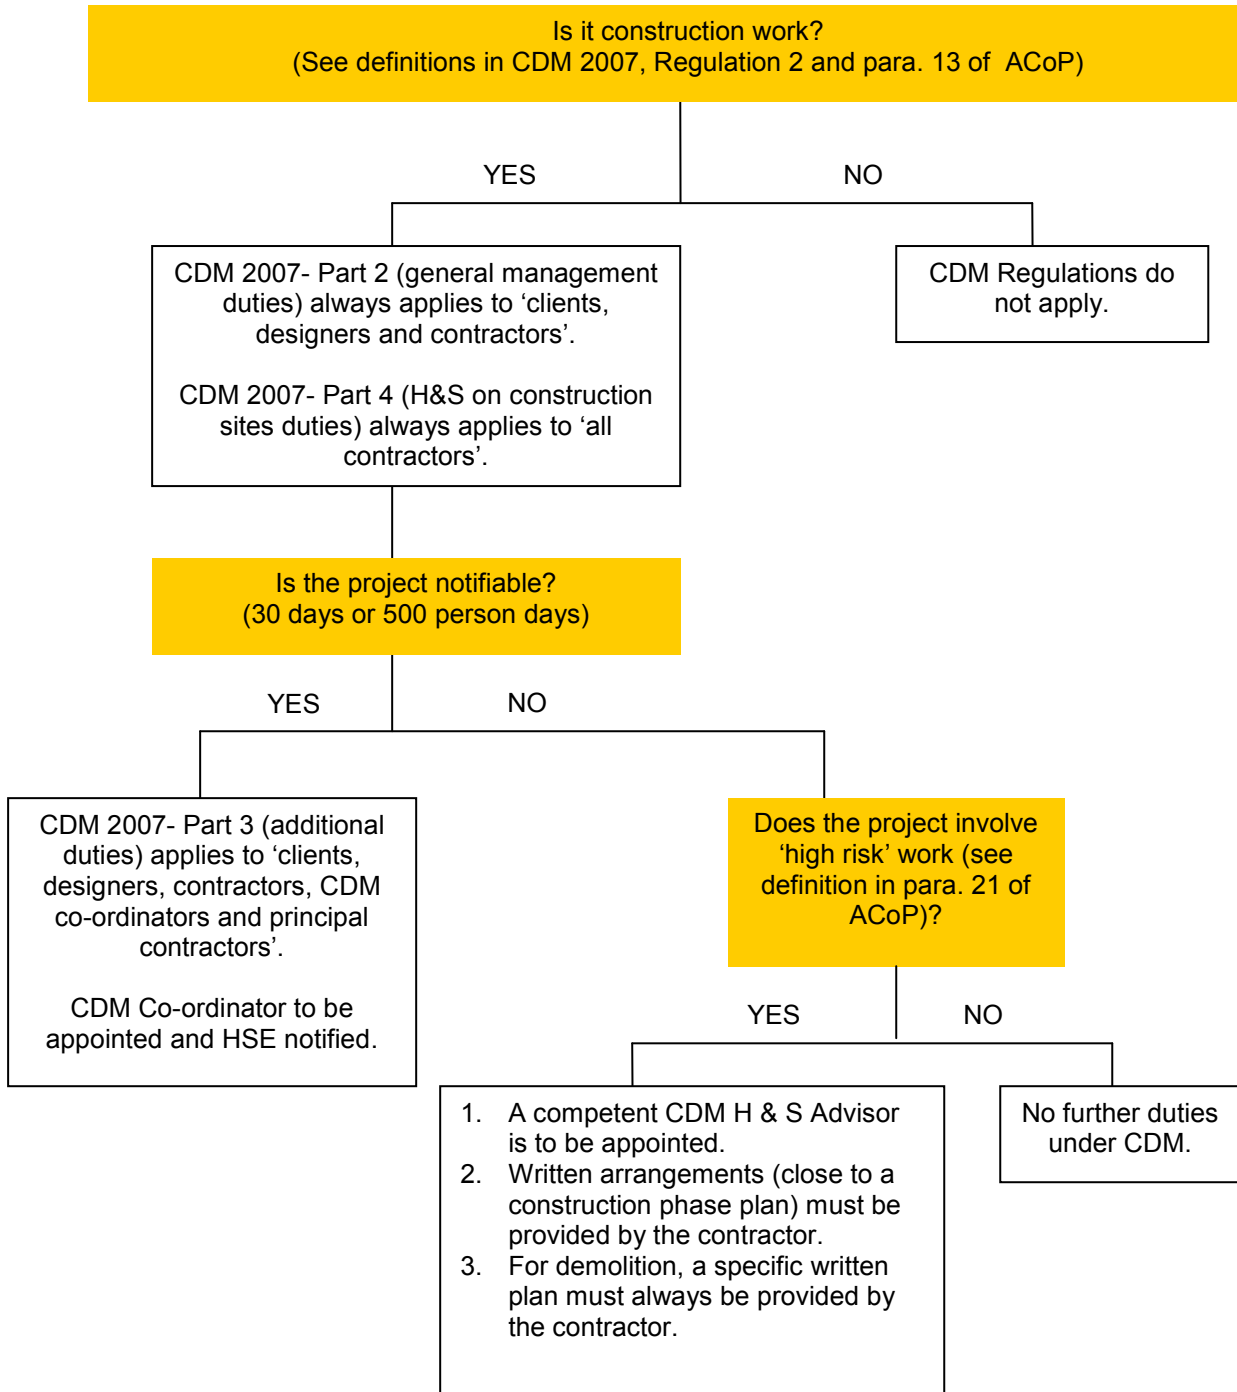 Is it construction work?
(See definitions in CDM 2007, Regulation 2 and para. 13 of  ACoP)
YES
NO
CDM 2007- Part 2 (general management
duties) always applies to ‘clients,
designers and contractors’.
CDM 2007- Part 4 (H&S on construction
sites duties) always applies to ‘all
contractors’.
CDM Regulations do
not apply.
Is the project notifiable?
(30 days or 500 person days)
YES
NO
CDM 2007- Part 3 (additional
duties) applies to ‘clients,
designers, contractors, CDM
co-ordinators and principal
contractors’.
CDM Co-ordinator to be
appointed and HSE notified.
Does the project involve
‘high risk’ work (see
definition in para. 21 of
ACoP)?
YES
NO
1. A competent CDM H & S Advisor
is to be appointed.
2. Written arrangements (close to a
construction phase plan) must be
provided by the contractor.
3. For demolition, a specific written
plan must always be provided by
the contractor.
No further duties
under CDM.